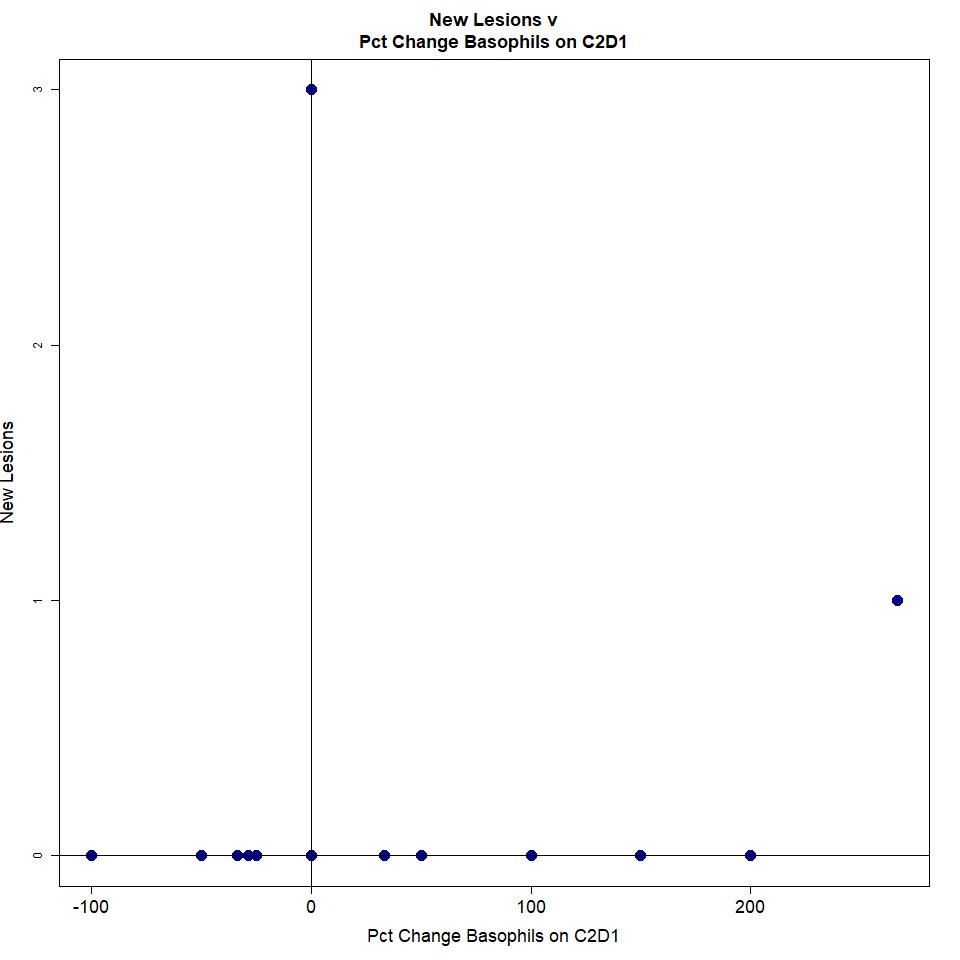 New Lesions v
Pct Change Basophils on C2D1
3
2
1
0
New Lesions
-100 0 100 200
Pct Change Basophils on C2D1